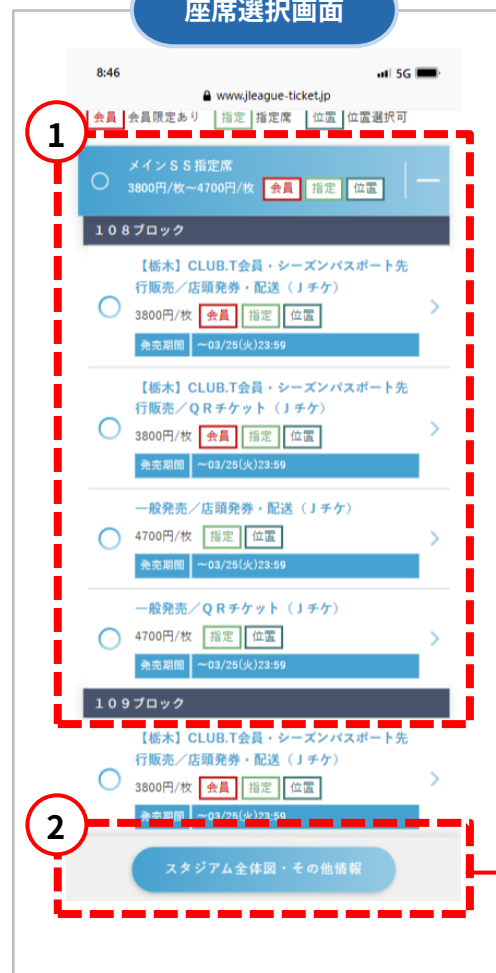 座席選択画面
8:46
5G
www.jleague-ticket.jp
会員 会員限定あり 指定 指定席 位置 位置選択可
1
メインＳＳ指定席
3800円/枚〜4700円/枚 会員 指定 位置
１０８ブロック
【栃木】CLUB.T会員・シーズンパスポート先
行販売／店頭発券・配送（Ｊチケ）
3800円/枚 会員 指定 位置
発売期間 〜03/25(火)23:59
【栃木】CLUB.T会員・シーズンパスポート先
行販売／ＱＲチケット（Ｊチケ）
3800円/枚 会員 指定 位置
発売期間 〜03/25(火)23:59
一般発売／店頭発券・配送（Ｊチケ）
4700円/枚 指定 位置
発売期間 〜03/25(火)23:59
一般発売／ＱＲチケット（Ｊチケ）
4700円/枚 指定 位置
発売期間 〜03/25(火)23:59
１０９ブロック
【栃木】CLUB.T会員・シーズンパスポート先
行販売／店頭発券・配送（Ｊチケ）
3800円/枚 会員 指定 位置
発売期間 〜03/25(火)23:59
2
スタジアム全体図・その他情報